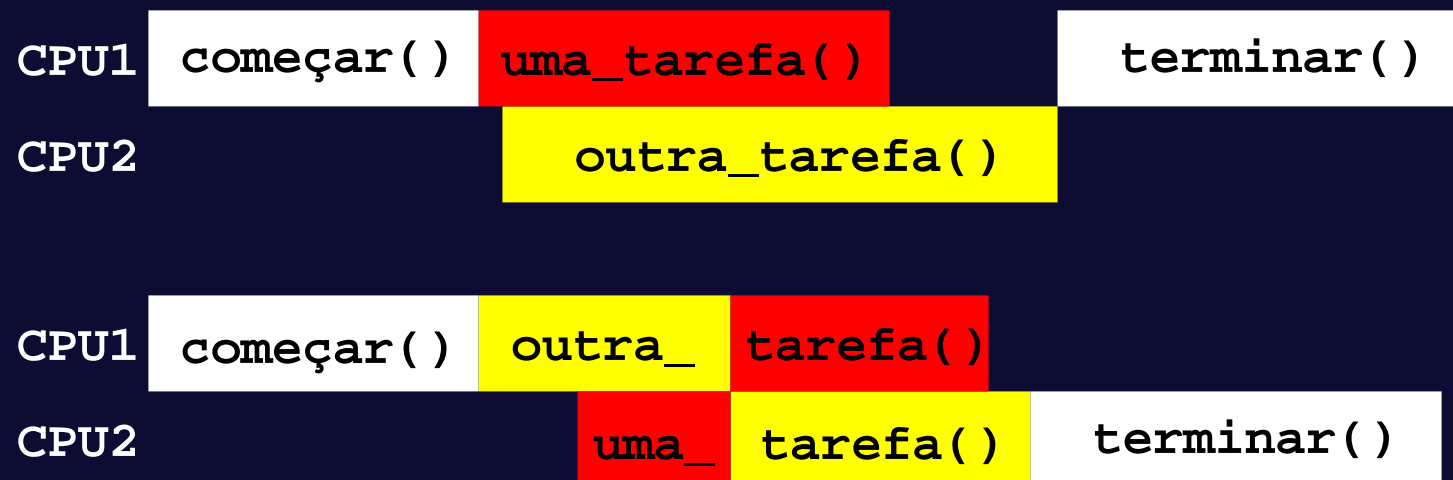 CPU1 começar() uma_tarefa() terminar()
CPU2 outra_tarefa()
CPU1 começar() outra_ tarefa()
CPU2 uma_ tarefa() terminar()